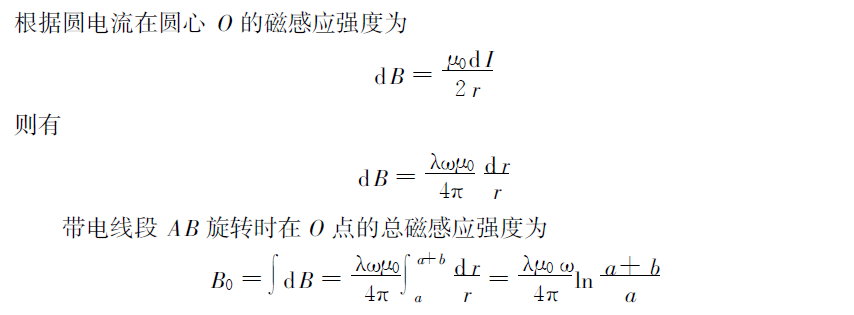 根据圆电流在圆心 O 的磁感应强度为
dB = μ₀dI / 2r
则有
dB = λωμ₀/4π dr/r
带电线段 AB 旋转时在 O 点的总磁感应强度为
B₀ = ∫dB = λωμ₀/4π ∫ₐᵃ⁺ᵇ dr/r = λμ₀ω/4π ln (a+b)/a